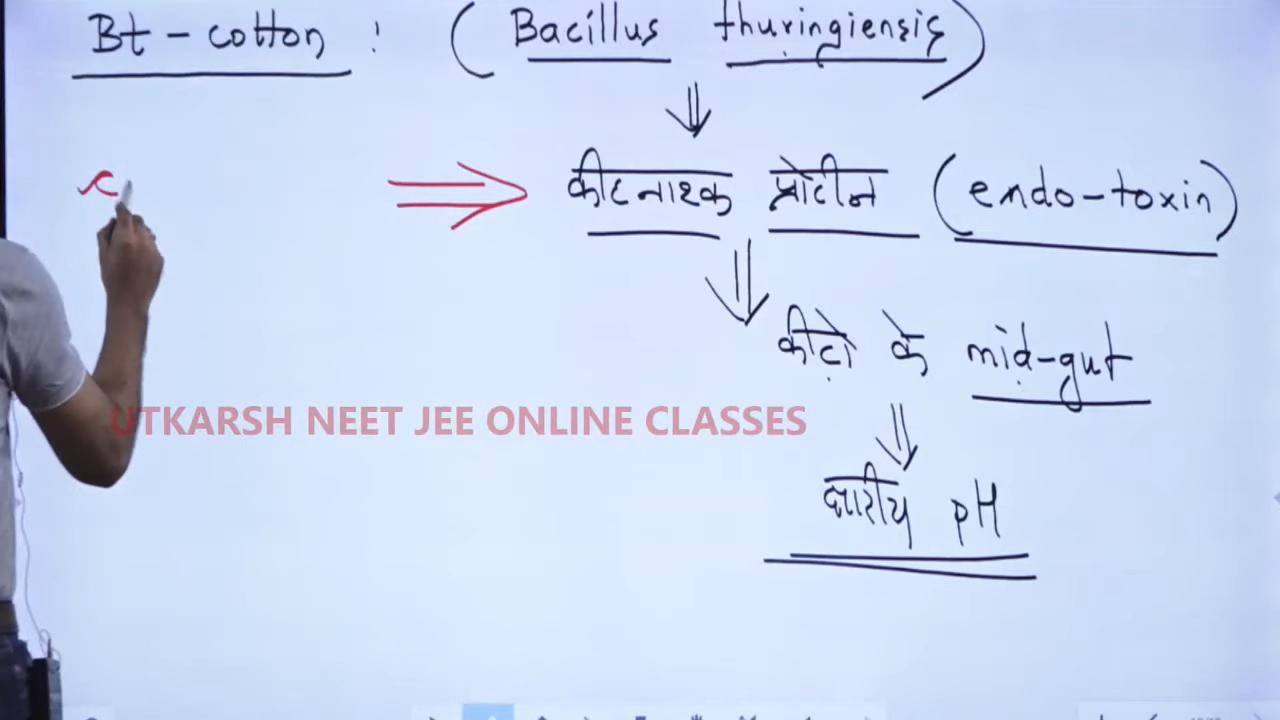 Bt - cotton : (Bacillus thuringiensis)
कीटनाशक प्रोटीन (endo-toxin)
कीटो के mid-gut
UTKARSH NEET JEE ONLINE CLASSES
क्षारीय pH